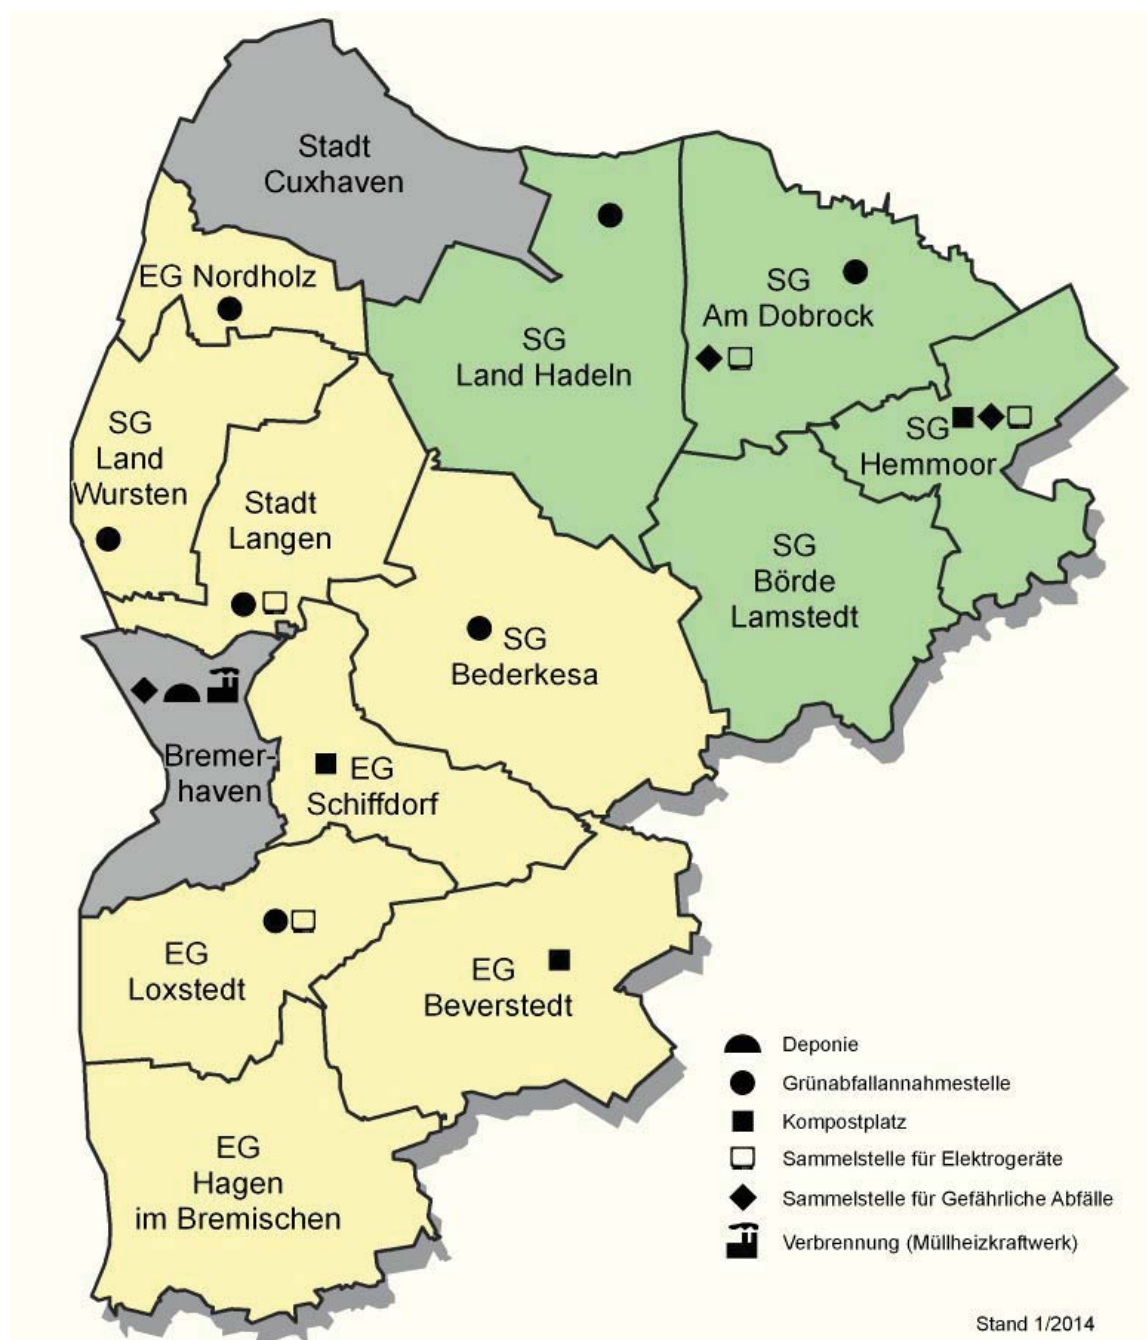 Stadt
Cuxhaven
EG Nordholz
SG
Land Hadeln
SG
Am Dobrock
SG
Hemmoor
SG
Land
Wursten
Stadt
Langen
SG
Börde
Lamstedt
SG
Bederkesa
Bremer-
haven
EG
Schiffdorf
EG
Loxstedt
EG
Beverstedt
EG
Hagen
im Bremischen
Deponie
Grünabfallannahmestelle
Kompostplatz
Sammelstelle für Elektrogeräte
Sammelstelle für Gefährliche Abfälle
Verbrennung (Müllheizkraftwerk)
Stand 1/2014